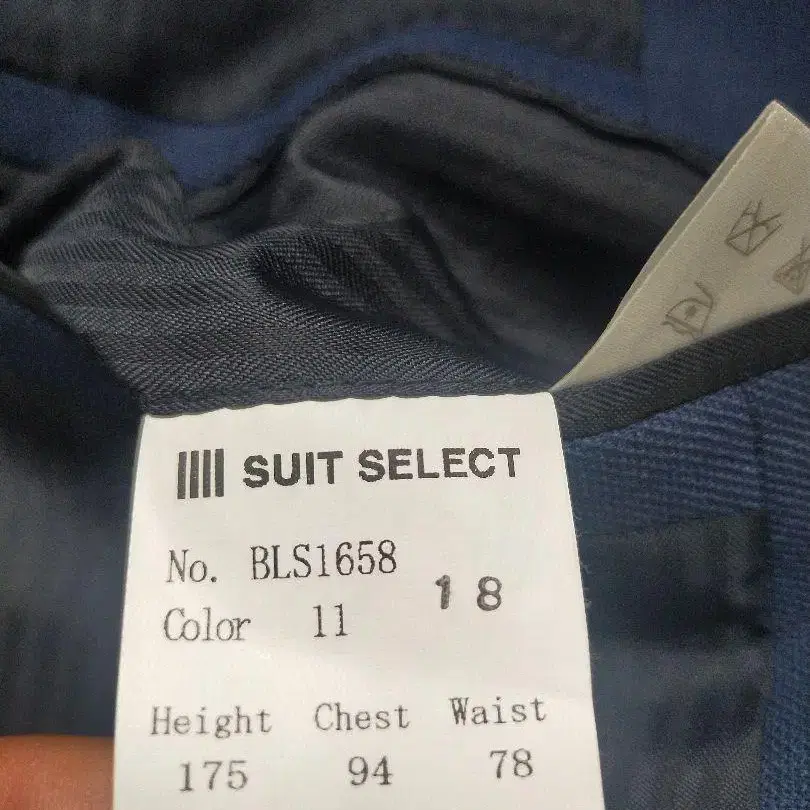 SUIT SELECT
No. BLS1658
18
Color 11
Height Chest Waist
175 94 78